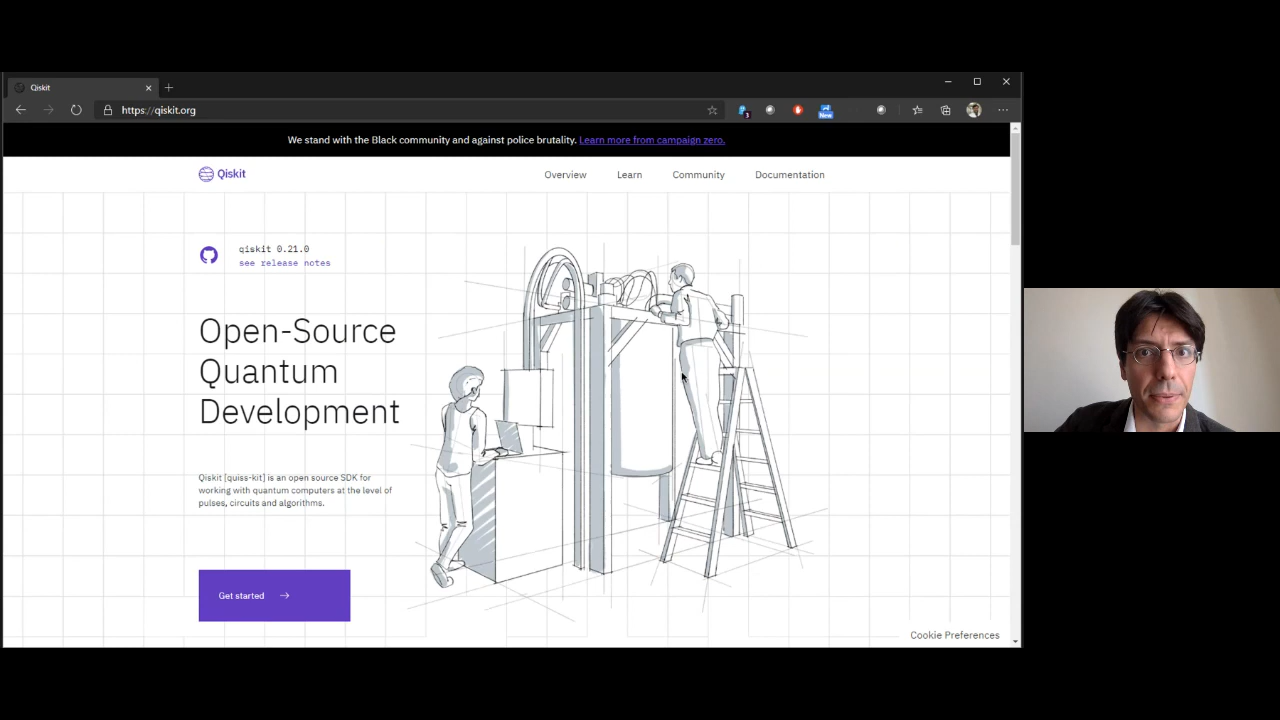 Qiskit
https://qiskit.org
3
New
We stand with the Black community and against police brutality. Learn more from campaign zero.
Qiskit
Overview
Learn
Community
Documentation
qiskit 0.21.0
see release notes
Open-Source
Quantum
Development
Qiskit [quiss-kit] is an open source SDK for
working with quantum computers at the level of
pulses, circuits and algorithms.
Get started
Cookie Preferences